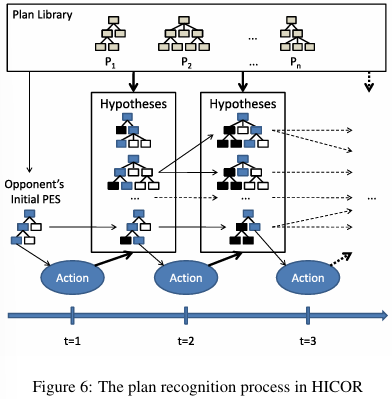 Plan Library
P1 P2 ... Pn
...
Hypotheses Hypotheses
Opponent's
Initial PES
... ... ...
Action Action Action
t=1 t=2 t=3
Figure 6: The plan recognition process in HICOR